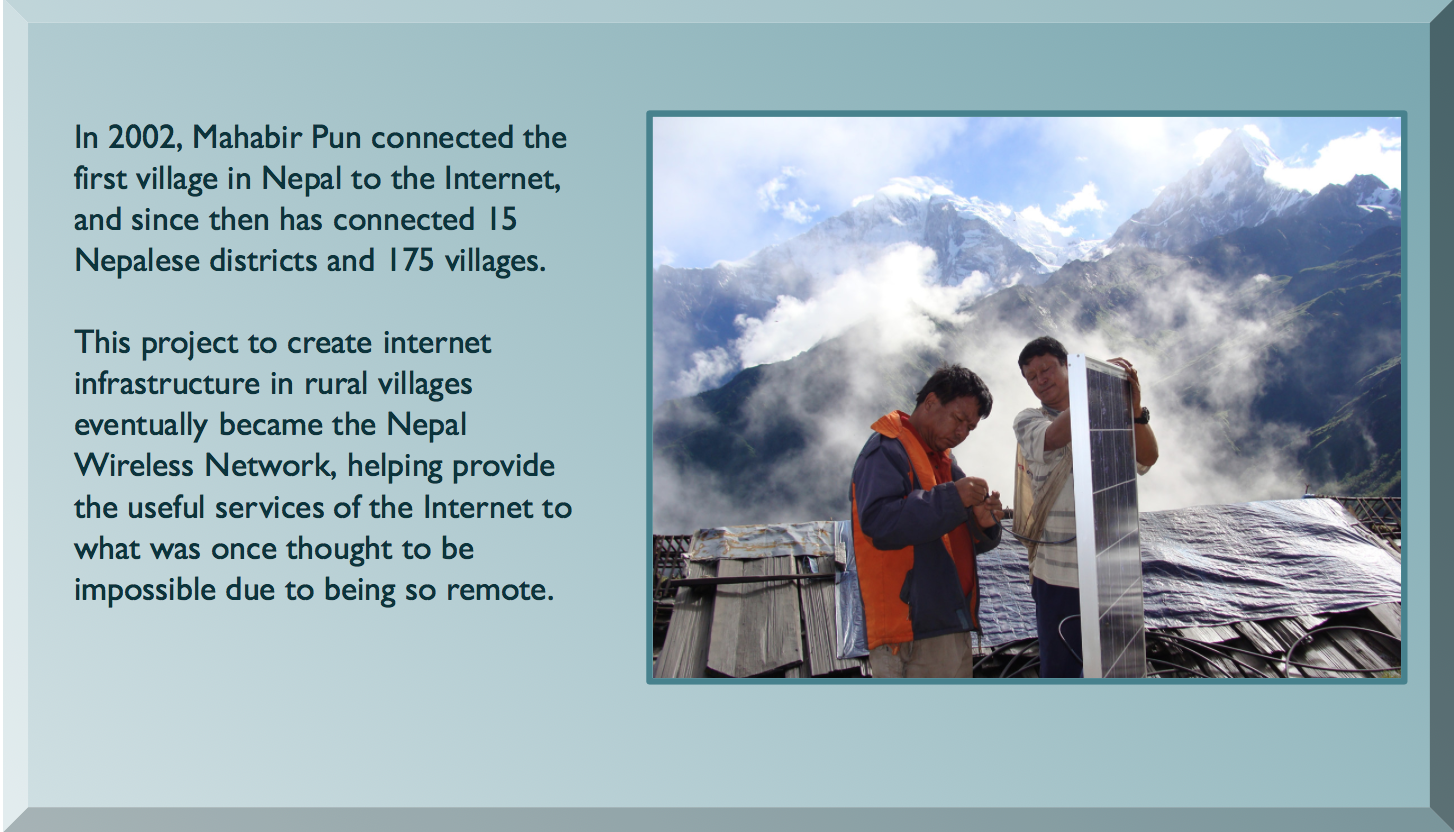 In 2002, Mahabir Pun connected the
first village in Nepal to the Internet,
and since then has connected 15
Nepalese districts and 175 villages.
This project to create internet
infrastructure in rural villages
eventually became the Nepal
Wireless Network, helping provide
the useful services of the Internet to
what was once thought to be
impossible due to being so remote.